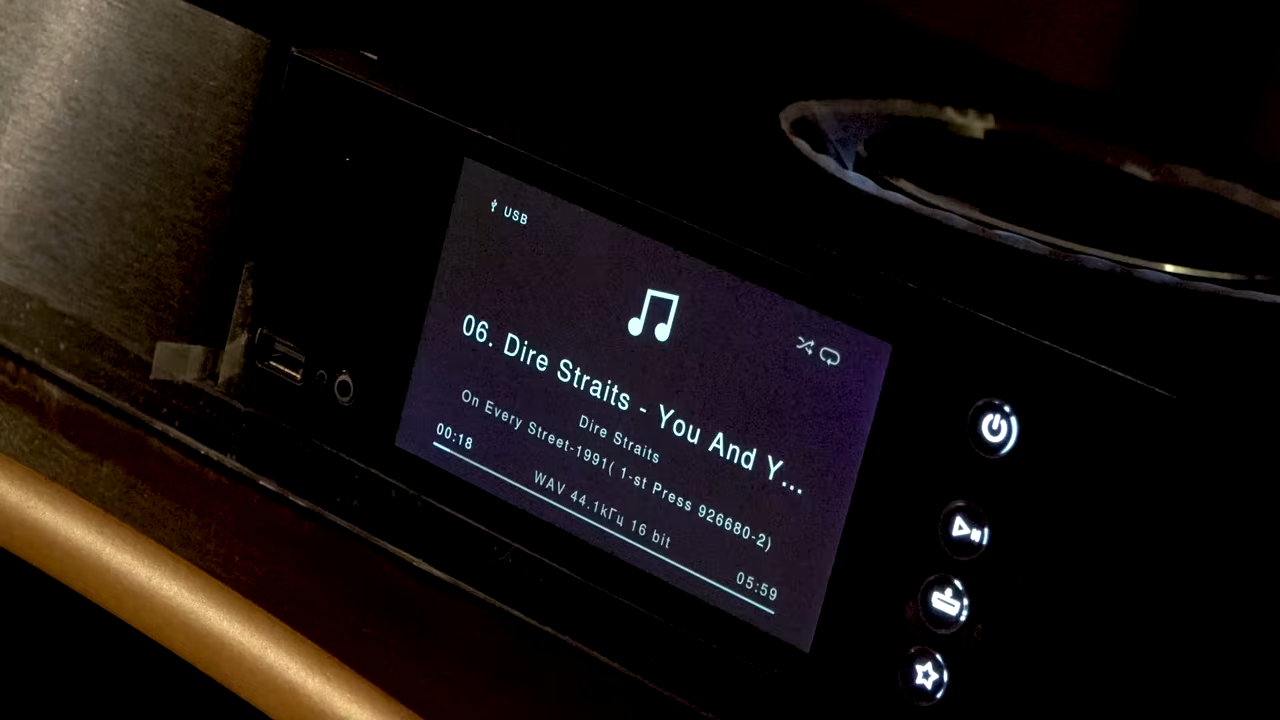 USB
06. Dire Straits - You And Y...
Dire Straits
On Every Street-1991( 1-st Press 926680-2)
00:18
WAV 44.1kГц 16 bit
05:59